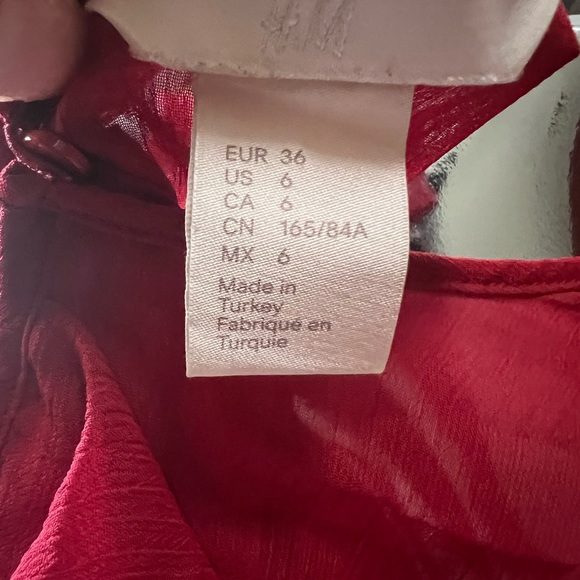 EUR 36
US 6
CA 6
CN 165/84A
MX 6
Made in
Turkey
Fabriqué en
Turquie